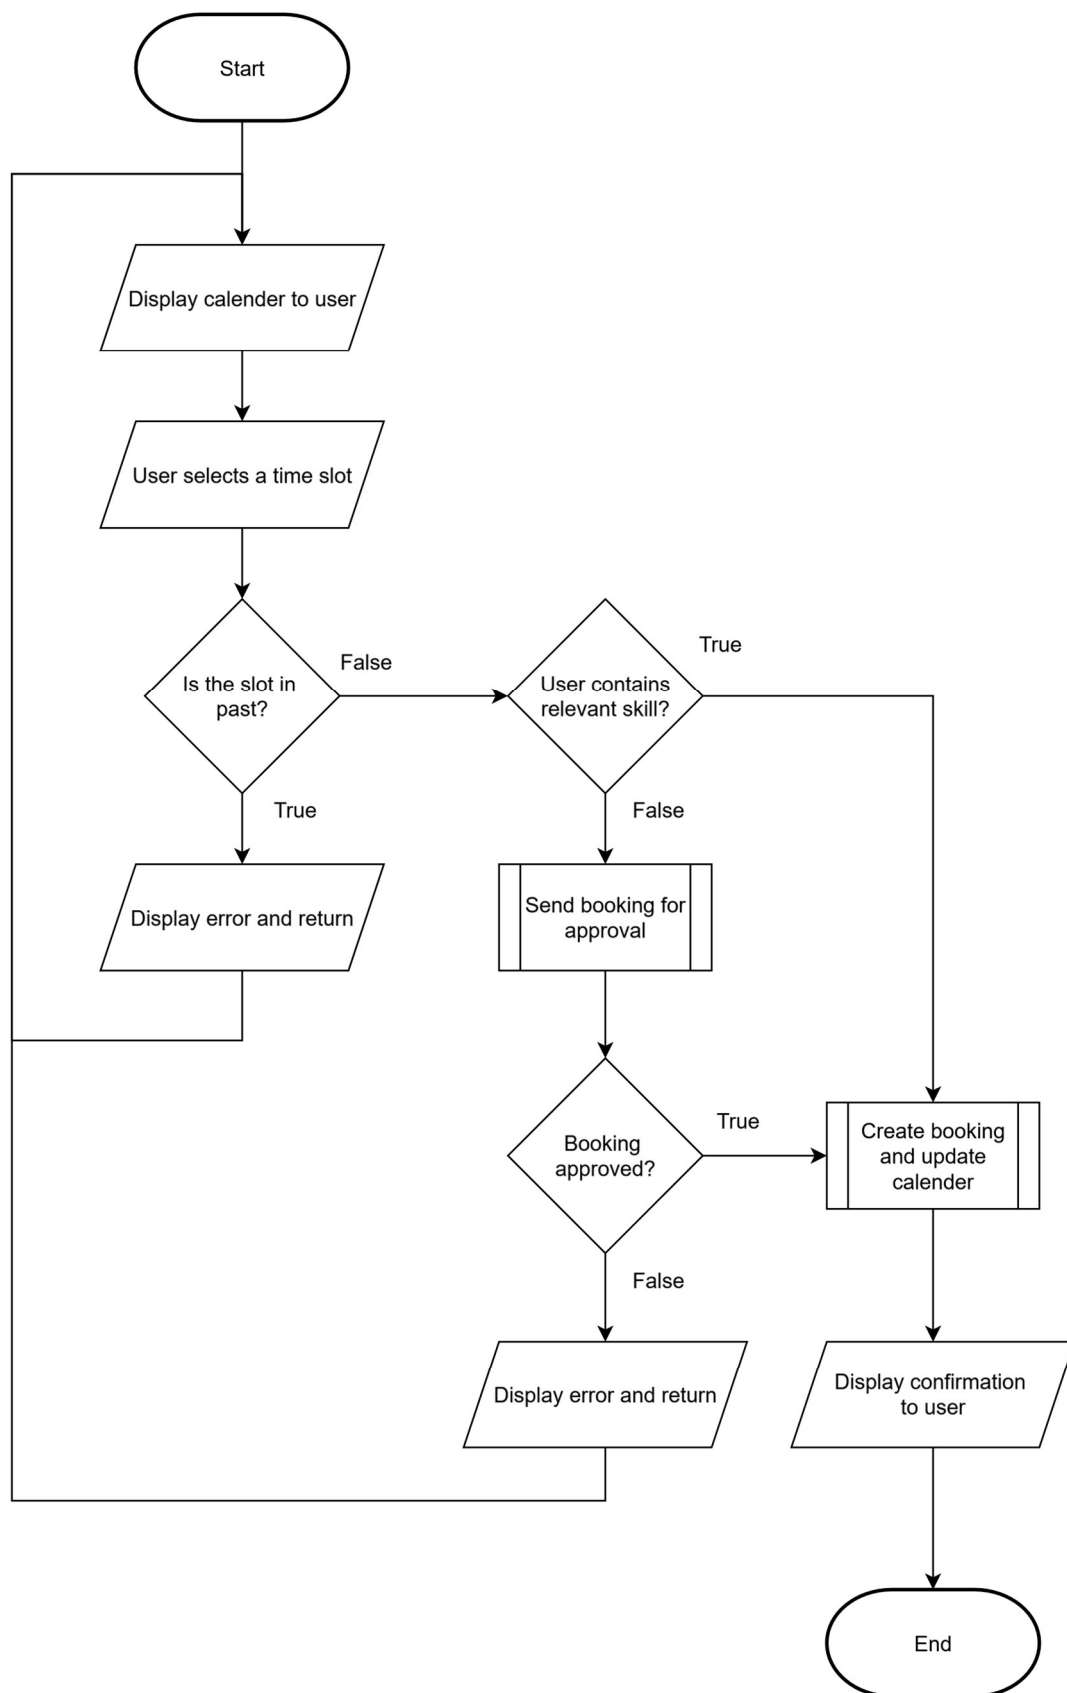 Start
Display calender to user
User selects a time slot
Is the slot in
past?
False
User contains
relevant skill?
True
True
False
Display error and return
Send booking for
approval
Booking
approved?
True
Create booking
and update
calender
False
Display error and return
Display confirmation
to user
End